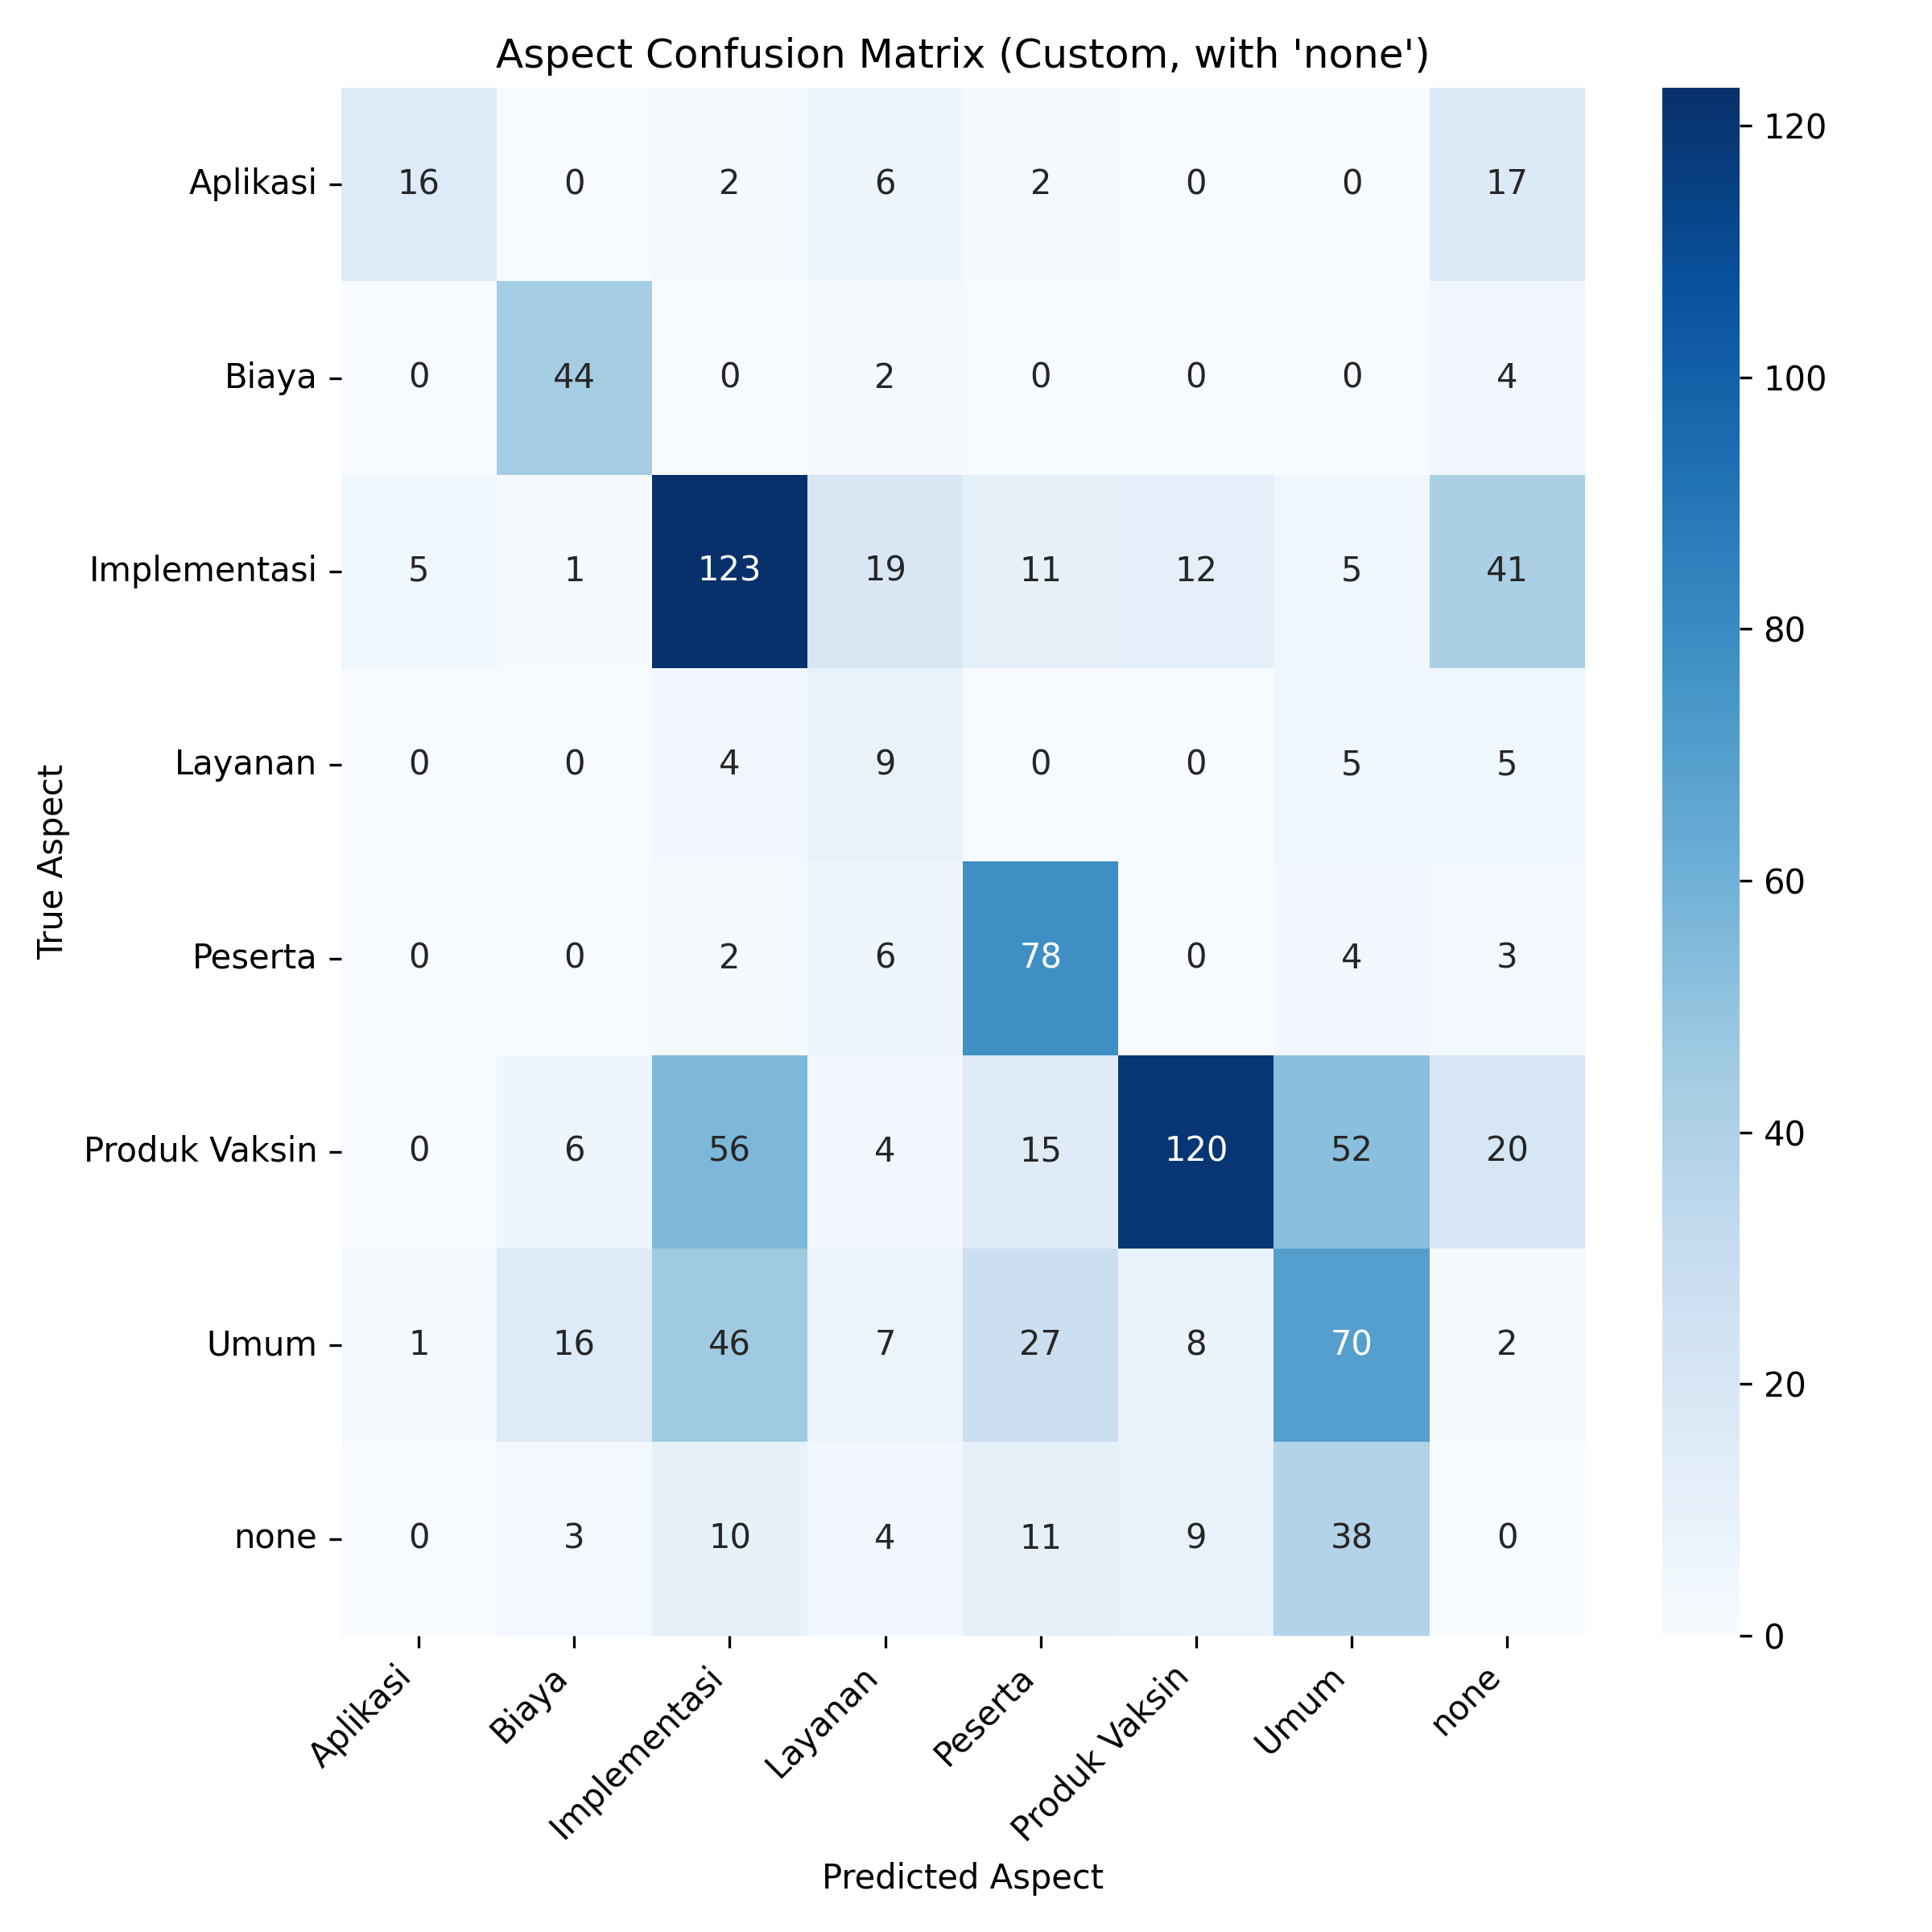 Aspect Confusion Matrix (Custom, with 'none')
True Aspect
Aplikasi 16 0 2 6 2 0 0 17
Biaya 0 44 0 2 0 0 0 4
Implementasi 5 1 123 19 11 12 5 41
Layanan 0 0 4 9 0 0 5 5
Peserta 0 0 2 6 78 0 4 3
Produk Vaksin 0 6 56 4 15 120 52 20
Umum 1 16 46 7 27 8 70 2
none 0 3 10 4 11 9 38 0
Aplikasi Biaya Implementasi Layanan Peserta Produk Vaksin Umum none
Predicted Aspect
120
100
80
60
40
20
0